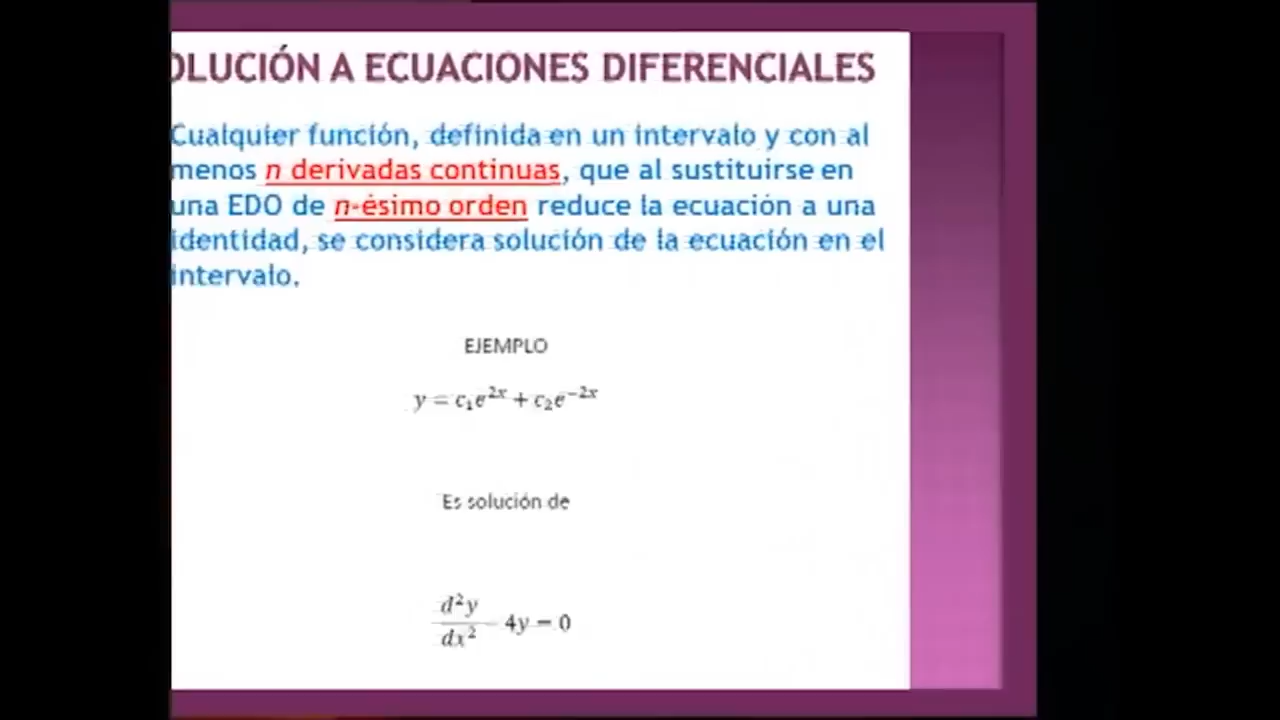 OLUCIÓN A ECUACIONES DIFERENCIALES
Cualquier función, definida en un intervalo y con al
menos n derivadas continuas, que al sustituirse en
una EDO de n-ésimo orden reduce la ecuación a una
identidad, se considera solución de la ecuación en el
intervalo.
EJEMPLO
y = c₁e²ˣ + c₂e⁻²ˣ
Es solución de
d²y/dx² − 4y = 0